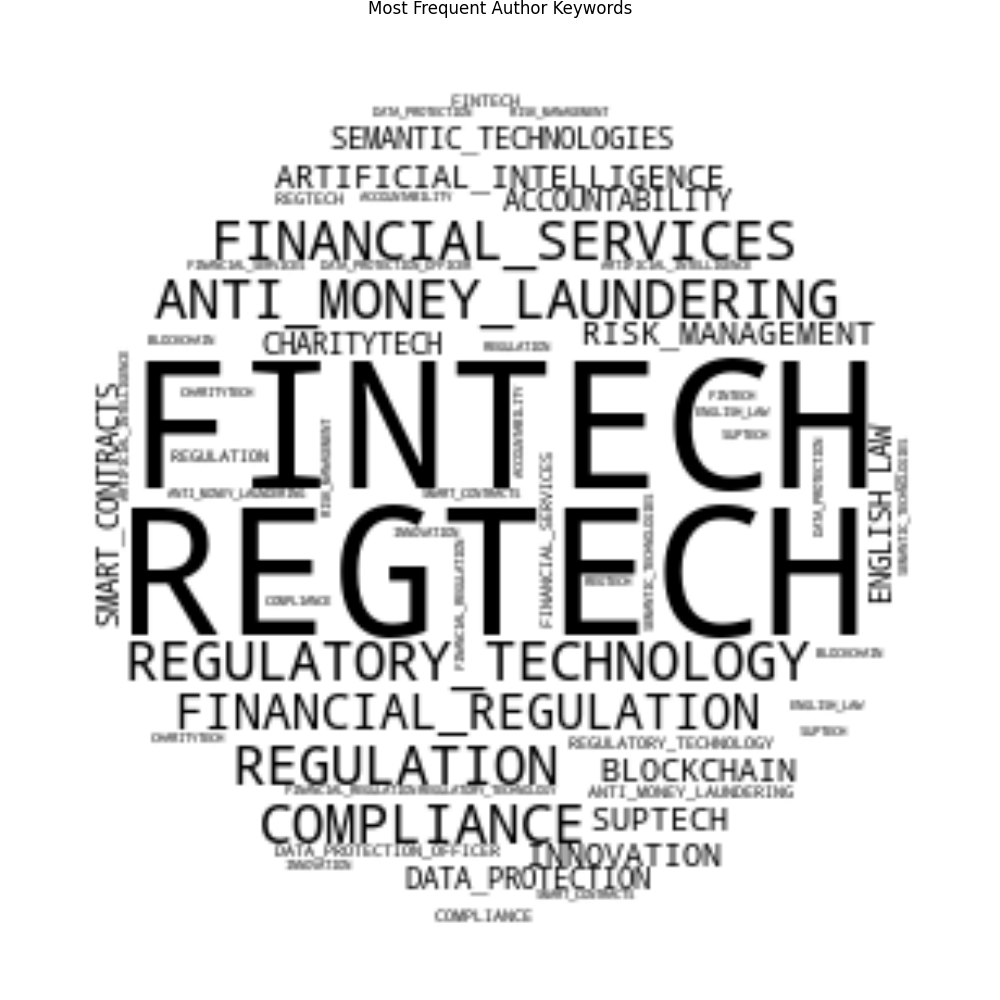 Most Frequent Author Keywords
FINTECH
DATA_PROTECTION RISK_MANAGEMENT
SEMANTIC_TECHNOLOGIES
ARTIFICIAL_INTELLIGENCE
REGTECH ACCOUNTABILITY ACCOUNTABILITY
FINANCIAL_SERVICES
FINANCIAL_SERVICES DATA_PROTECTION_OFFICER ARTIFICIAL_INTELLIGENCE
ANTI_MONEY_LAUNDERING
RISK_MANAGEMENT
BLOCKCHAIN CHARITYTECH REGULATION
FINTECH
CHARITYTECH
FINTECH
ENGLISH_LAW
SUPTECH
REGULATION
ANTI_MONEY_LAUNDERING SMART_CONTRACTS
SMART_CONTRACTS
ARTIFICIAL_INTELLIGENCE
RISK_MANAGEMENT
ACCOUNTABILITY
FINANCIAL_SERVICES
DATA_PROTECTION
ENGLISH_LAW
SEMANTIC_TECHNOLOGIES
REGTECH
INNOVATION
FINANCIAL_REGULATION
SEMANTIC_TECHNOLOGIES
REGTECH
COMPLIANCE
REGULATORY_TECHNOLOGY BLOCKCHAIN
FINANCIAL_REGULATION ENGLISH_LAW
SUPTECH
CHARITYTECH REGULATORY_TECHNOLOGY
REGULATION BLOCKCHAIN
FINANCIAL_REGULATION REGULATORY_TECHNOLOGY ANTI_MONEY_LAUNDERING
COMPLIANCE SUPTECH
DATA_PROTECTION_OFFICER INNOVATION
INNOVATION
DATA_PROTECTION
SMART_CONTRACTS
COMPLIANCE